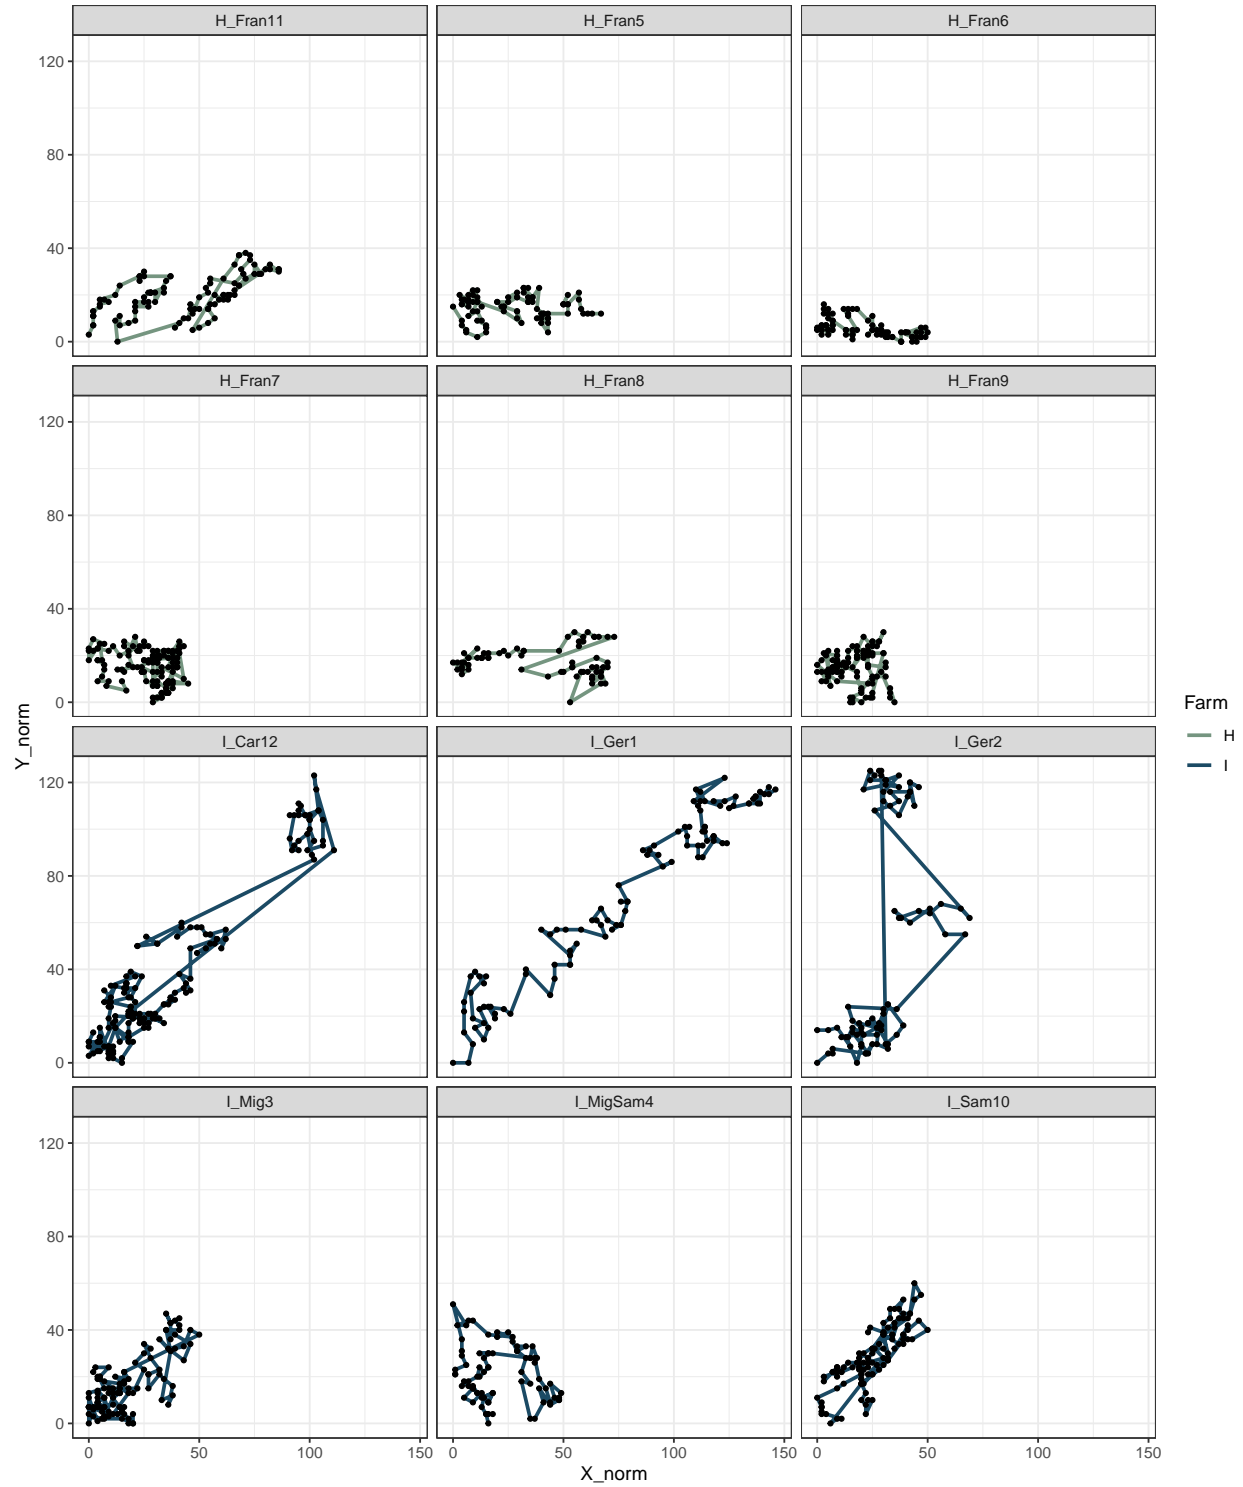 H_Fran11 H_Fran5 H_Fran6
120
80
40
0
H_Fran7 H_Fran8 H_Fran9
120
80
40
0
I_Car12 I_Ger1 I_Ger2
120
80
40
0
I_Mig3 I_MigSam4 I_Sam10
120
80
40
0
0 50 100 150 0 50 100 150 0 50 100 150
X_norm
Y_norm
Farm
H
I